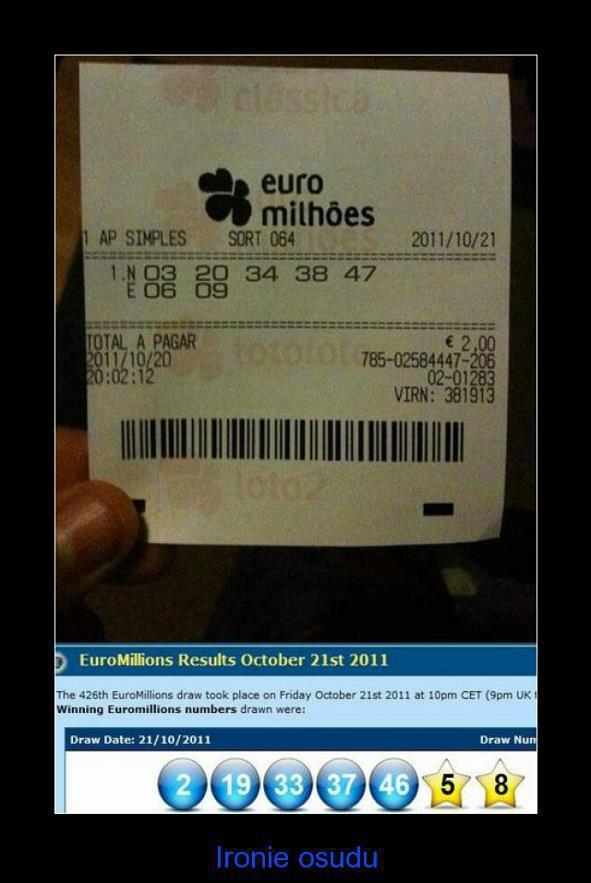 clássica
euro
milhões
1 AP SIMPLES SORT 064 2011/10/21
1.N 03 20 34 38 47
E 06 09
TOTAL A PAGAR € 2,00
2011/10/20 785-02584447-206
20:02:12 02-01283
VIRN: 381913
totoloto
loto2
EuroMillions Results October 21st 2011
The 426th EuroMillions draw took place on Friday October 21st 2011 at 10pm CET (9pm UK
Winning Euromillions numbers drawn were:
Draw Date: 21/10/2011 Draw Num
2 19 33 37 46 5 8
Ironie osudu